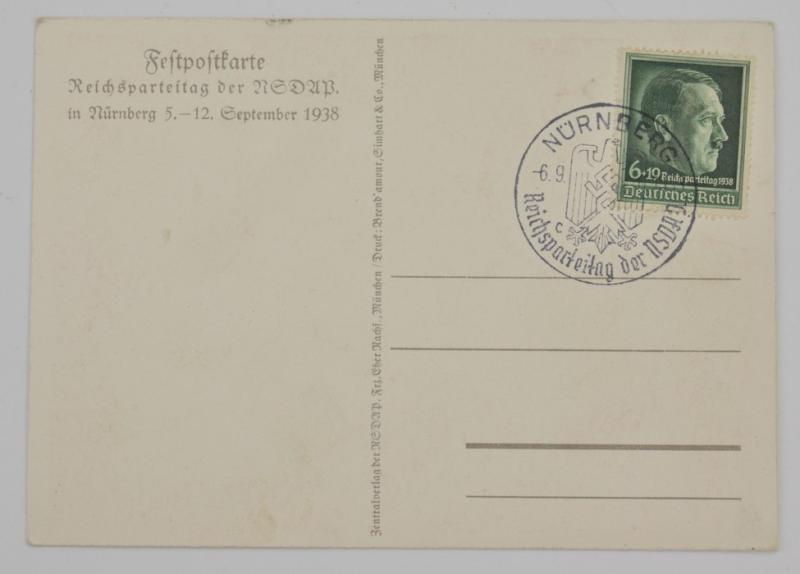 Festpostkarte
Reichsparteitag der NSDAP.
in Nürnberg 5.–12. September 1938
Zentralverlag der NSDAP. Frz. Eher Nachf., München / Druck: Brend'amour, Simhart & Co., München
NÜRNBERG
6.9.
c
Reichsparteitag der NSDAP
6+19 Reichsparteitag 1938
Deutsches Reich